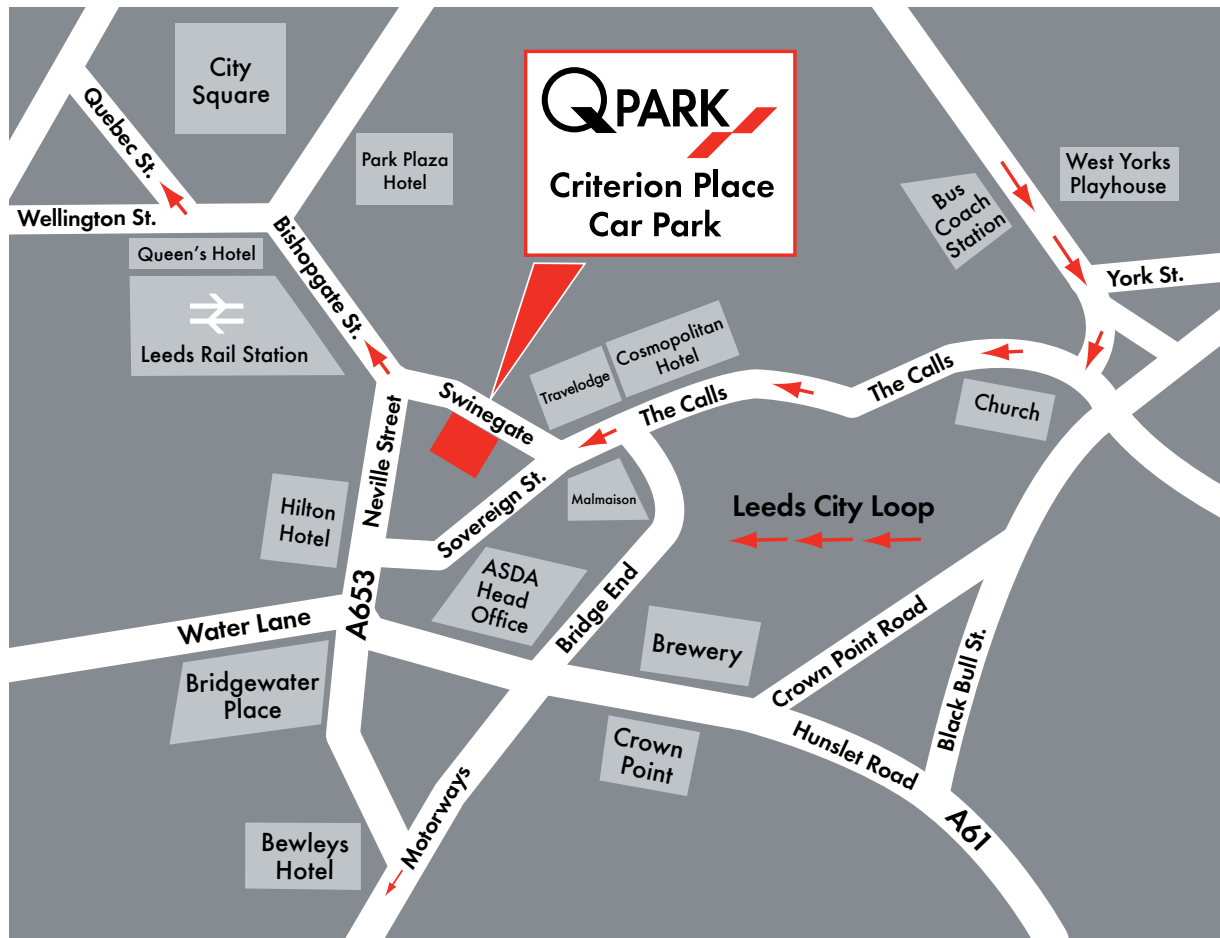 City
Square
Quebec St.
Park Plaza
Hotel
QPARK
Criterion Place
Car Park
West Yorks
Playhouse
Bus
Coach
Station
Wellington St.
Queen's Hotel
Bishopgate St.
York St.
Leeds Rail Station
Travelodge
Cosmopolitan
Hotel
Swinegate
The Calls
The Calls
Church
Neville Street
Sovereign St.
Malmaison
Leeds City Loop
Hilton
Hotel
ASDA
Head
Office
A653
Water Lane
Bridge End
Brewery
Crown Point Road
Black Bull St.
Bridgewater
Place
Crown
Point
Hunslet Road
Motorways
A61
Bewleys
Hotel